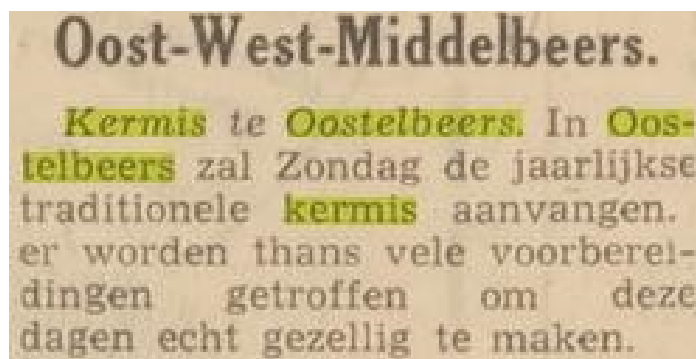 Oost-West-Middelbeers.
Kermis te Oostelbeers. In Oos-
telbeers zal Zondag de jaarlijkse
traditionele kermis aanvangen.
er worden thans vele voorberei-
dingen getroffen om deze
dagen echt gezellig te maken.